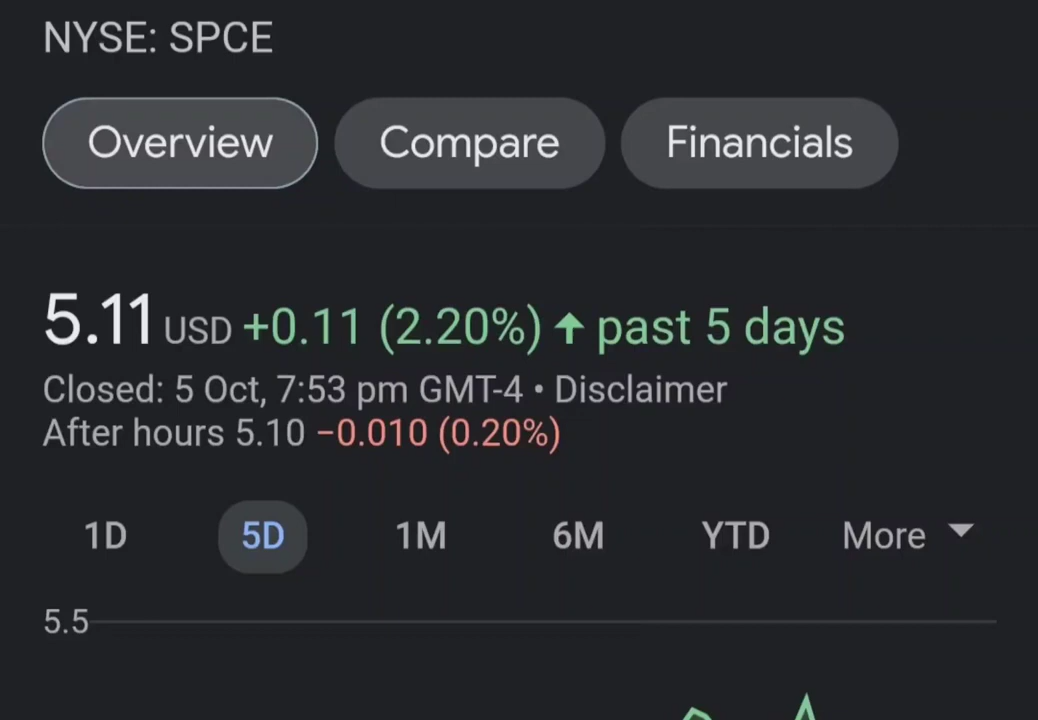 NYSE: SPCE
Overview Compare Financials
5.11 USD +0.11 (2.20%) ↑ past 5 days
Closed: 5 Oct, 7:53 pm GMT-4 • Disclaimer
After hours 5.10 −0.010 (0.20%)
1D 5D 1M 6M YTD More
5.5